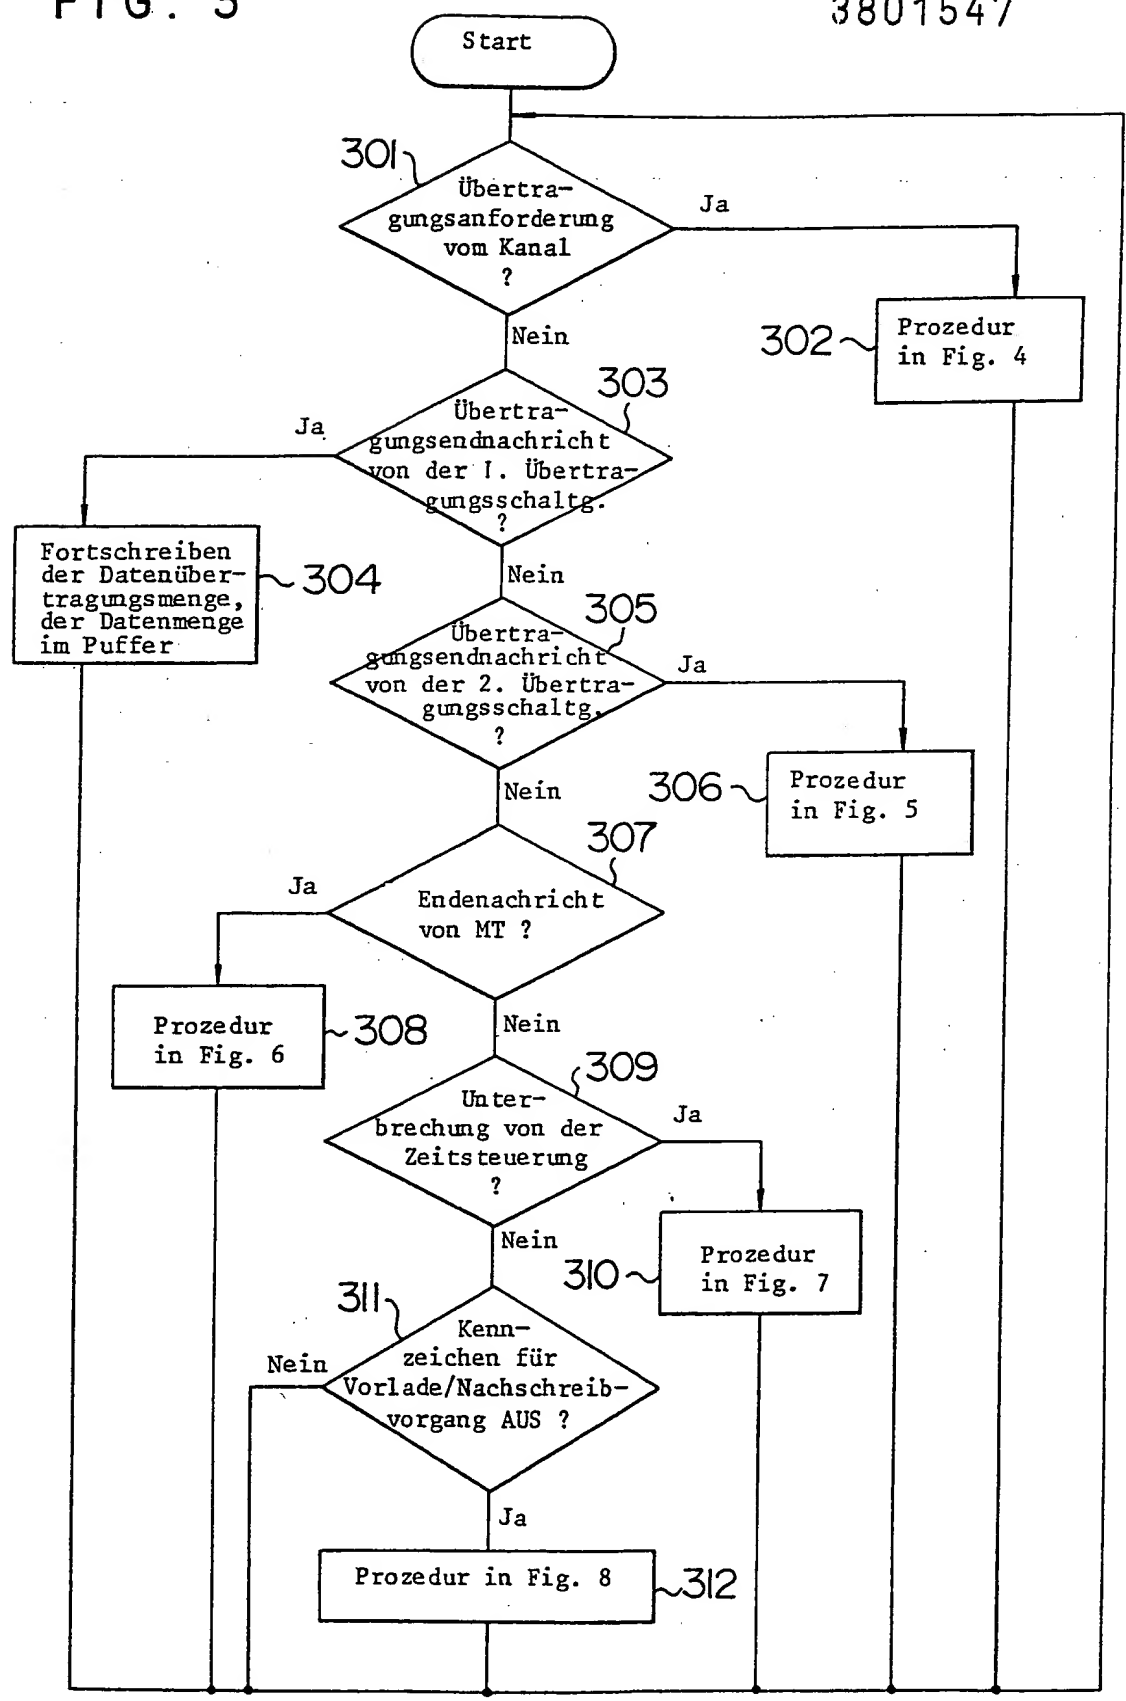 FIG. 3
3801547
Start
301
Übertra-
gungsanforderung
vom Kanal
?
Ja
Nein
302
Prozedur
in Fig. 4
303
Übertra-
gungsendnachricht
von der 1. Übertra-
gungsschaltg.
?
Ja
Nein
Fortschreiben
der Datenüber-
tragungsmenge,
der Datenmenge
im Puffer
304
305
Übertra-
gungsendnachricht
von der 2. Übertra-
gungsschaltg.
?
Ja
Nein
306
Prozedur
in Fig. 5
307
Endenachricht
von MT ?
Ja
Nein
Prozedur
in Fig. 6
308
309
Unter-
brechung von der
Zeitsteuerung
?
Ja
Nein
310
Prozedur
in Fig. 7
311
Kenn-
zeichen für
Vorlade/Nachschreib-
vorgang AUS ?
Nein
Ja
Prozedur in Fig. 8
312